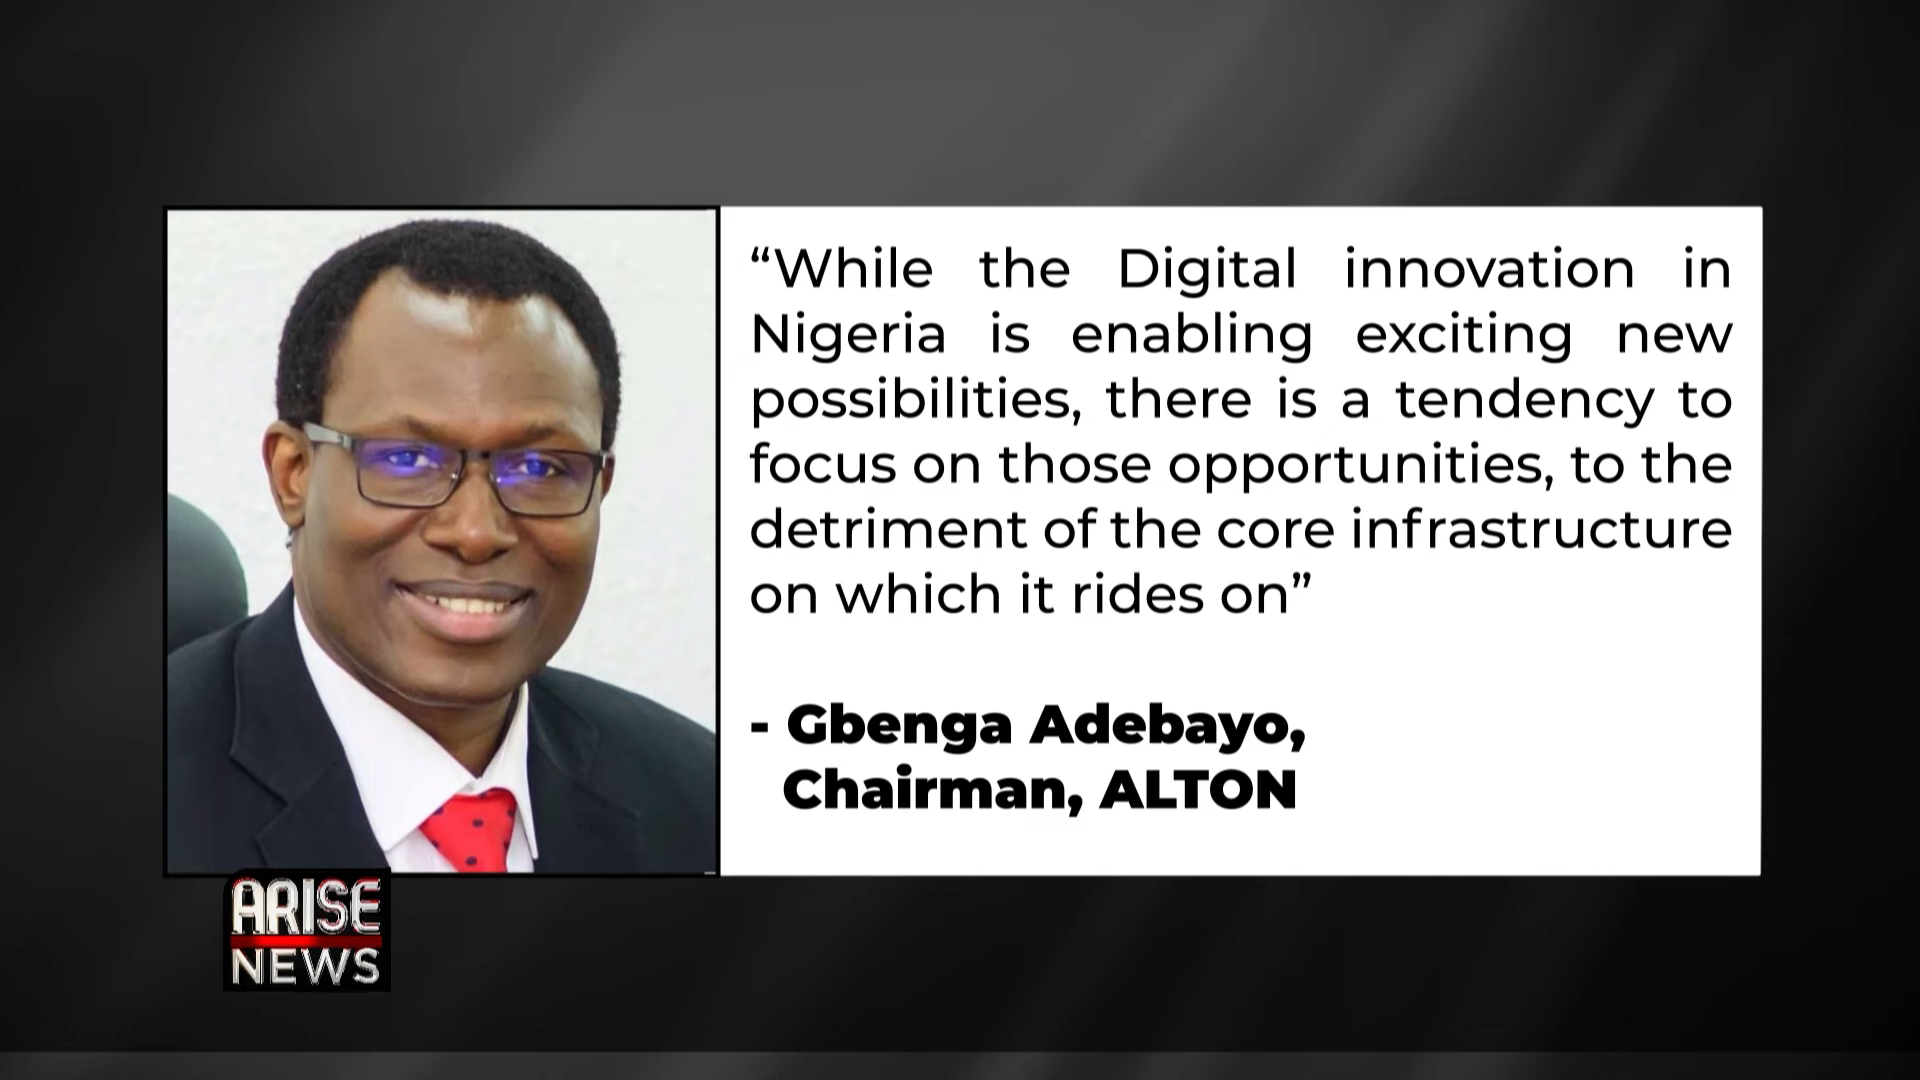 “While the Digital innovation in
Nigeria is enabling exciting new
possibilities, there is a tendency to
focus on those opportunities, to the
detriment of the core infrastructure
on which it rides on”
- Gbenga Adebayo,
Chairman, ALTON
ARISE
NEWS